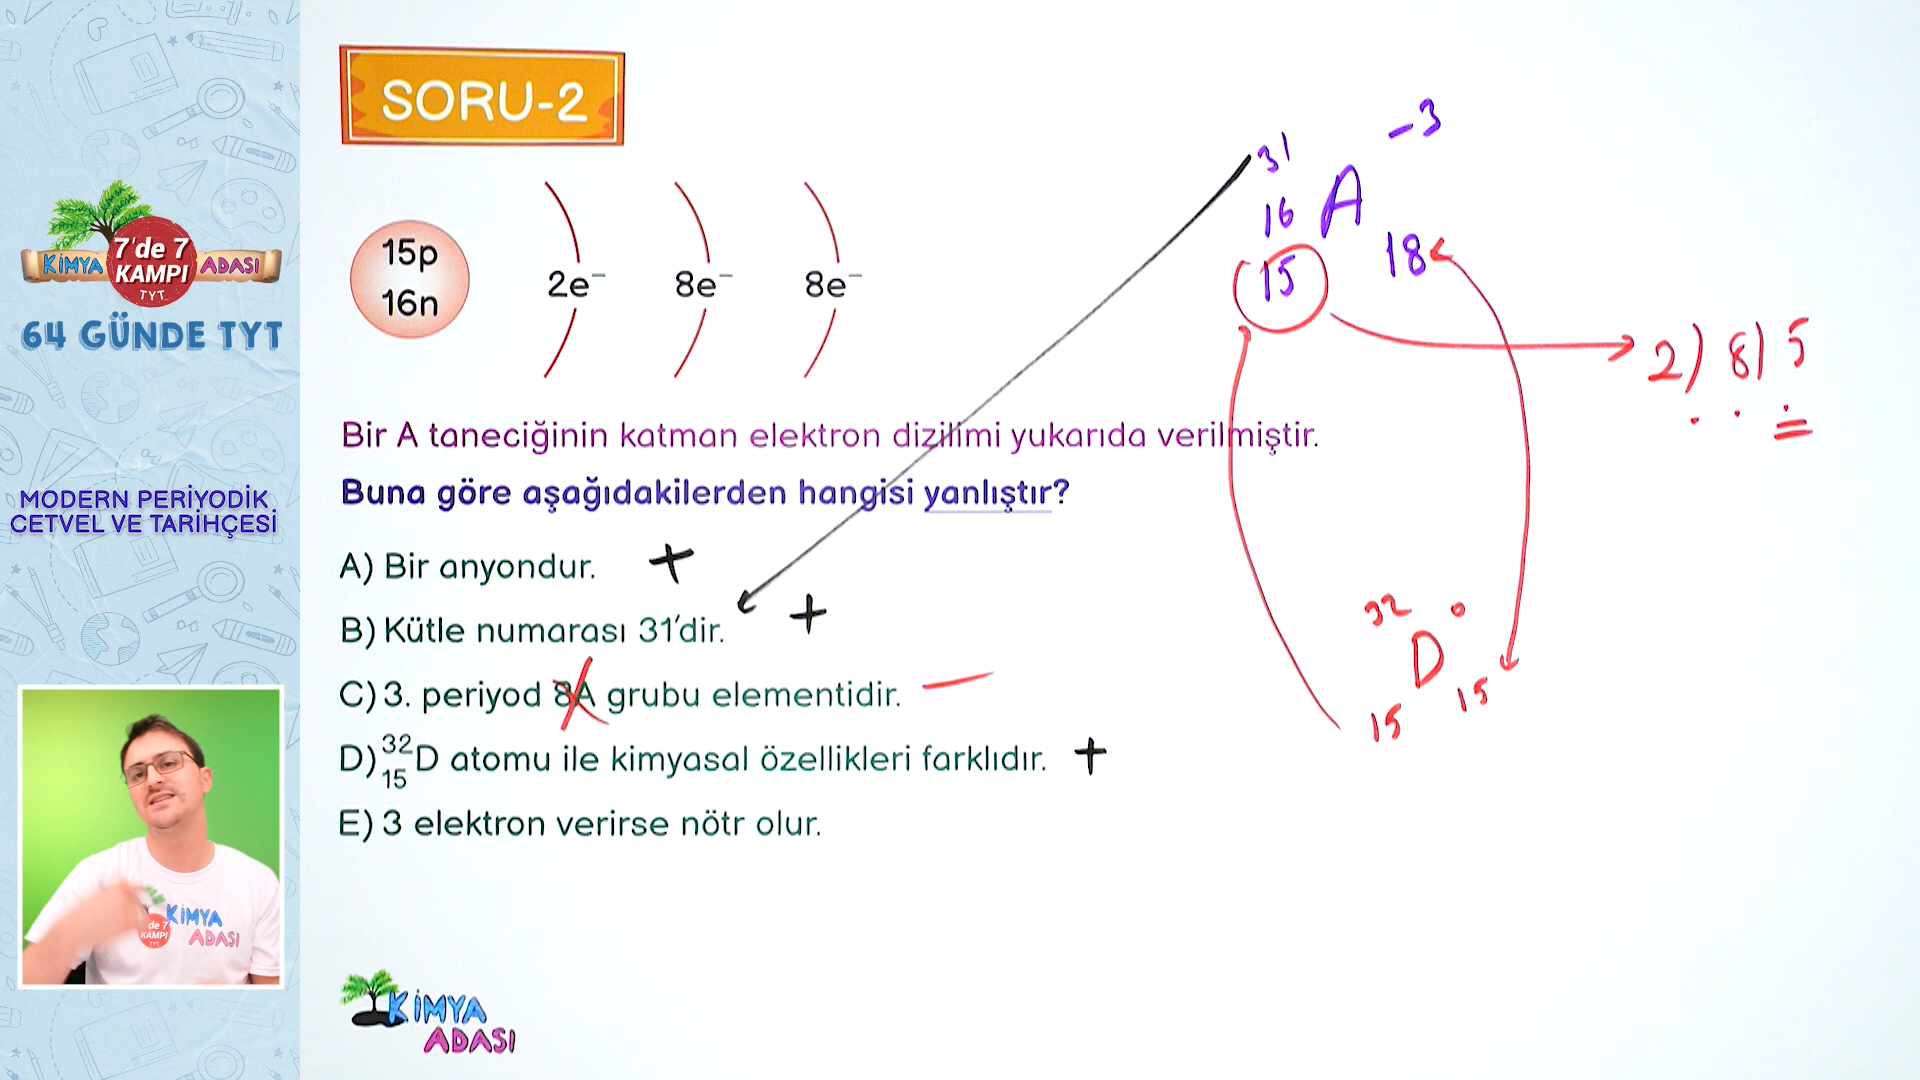 SORU-2
15p
16n
2e⁻
8e⁻
8e⁻
31
16
15
A
-3
18
2) 8) 5
Bir A taneciğinin katman elektron dizilimi yukarıda verilmiştir.
Buna göre aşağıdakilerden hangisi yanlıştır?
A) Bir anyondur. +
B) Kütle numarası 31'dir. +
C) 3. periyod 8A grubu elementidir. -
D) ³²₁₅D atomu ile kimyasal özellikleri farklıdır. +
E) 3 elektron verirse nötr olur.
32
0
D
15
15
7'de 7
KİMYA KAMPI ADASI
TYT
64 GÜNDE TYT
MODERN PERİYODİK
CETVEL VE TARİHÇESİ
KİMYA
ADASI
de 7
KAMPI
TYT
KİMYA
ADASI